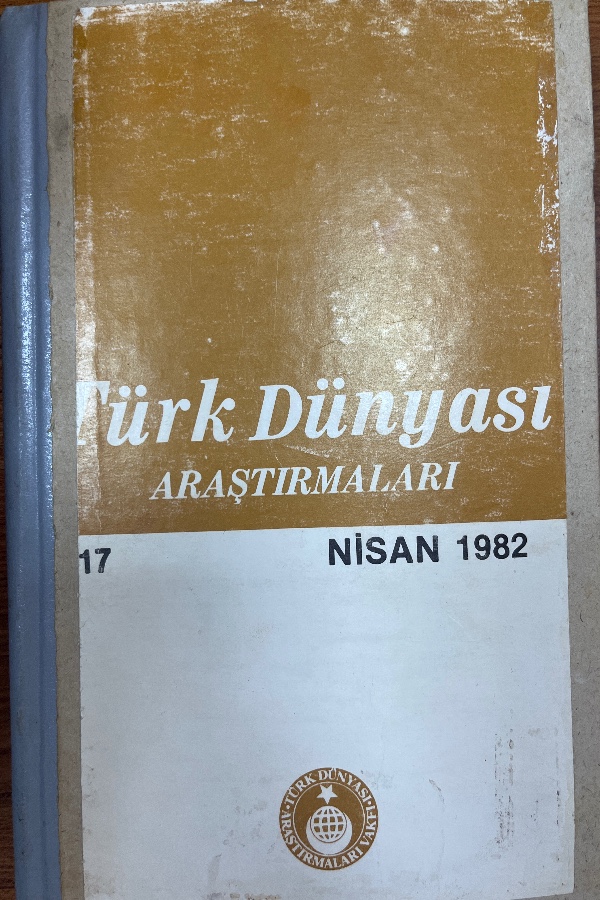 Türk Dünyası
ARAŞTIRMALARI
17
NİSAN 1982
TÜRK DÜNYASI
ARAŞTIRMALARI VAKFI